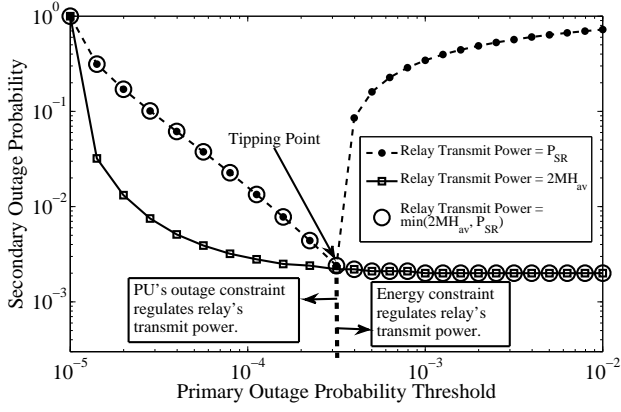 10^0
10^-1
10^-2
10^-3
10^-5
10^-4
10^-3
10^-2
Secondary Outage Probability
Primary Outage Probability Threshold
Tipping Point
Relay Transmit Power = P_SR
Relay Transmit Power = 2MH_av
Relay Transmit Power =
min(2MH_av, P_SR)
PU's outage constraint
regulates relay's
transmit power.
Energy constraint
regulates relay's
transmit power.